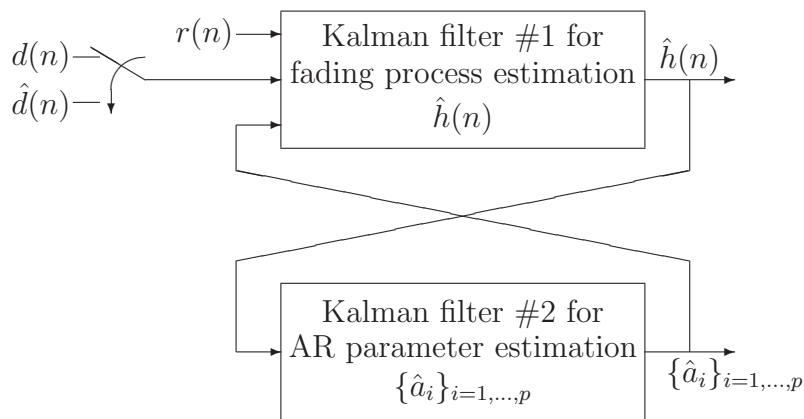 r(n)
d(n)
d̂(n)
Kalman filter #1 for
fading process estimation
ĥ(n)
ĥ(n)
Kalman filter #2 for
AR parameter estimation
{âᵢ}ᵢ₌₁,...,ₚ
{âᵢ}ᵢ₌₁,...,ₚ